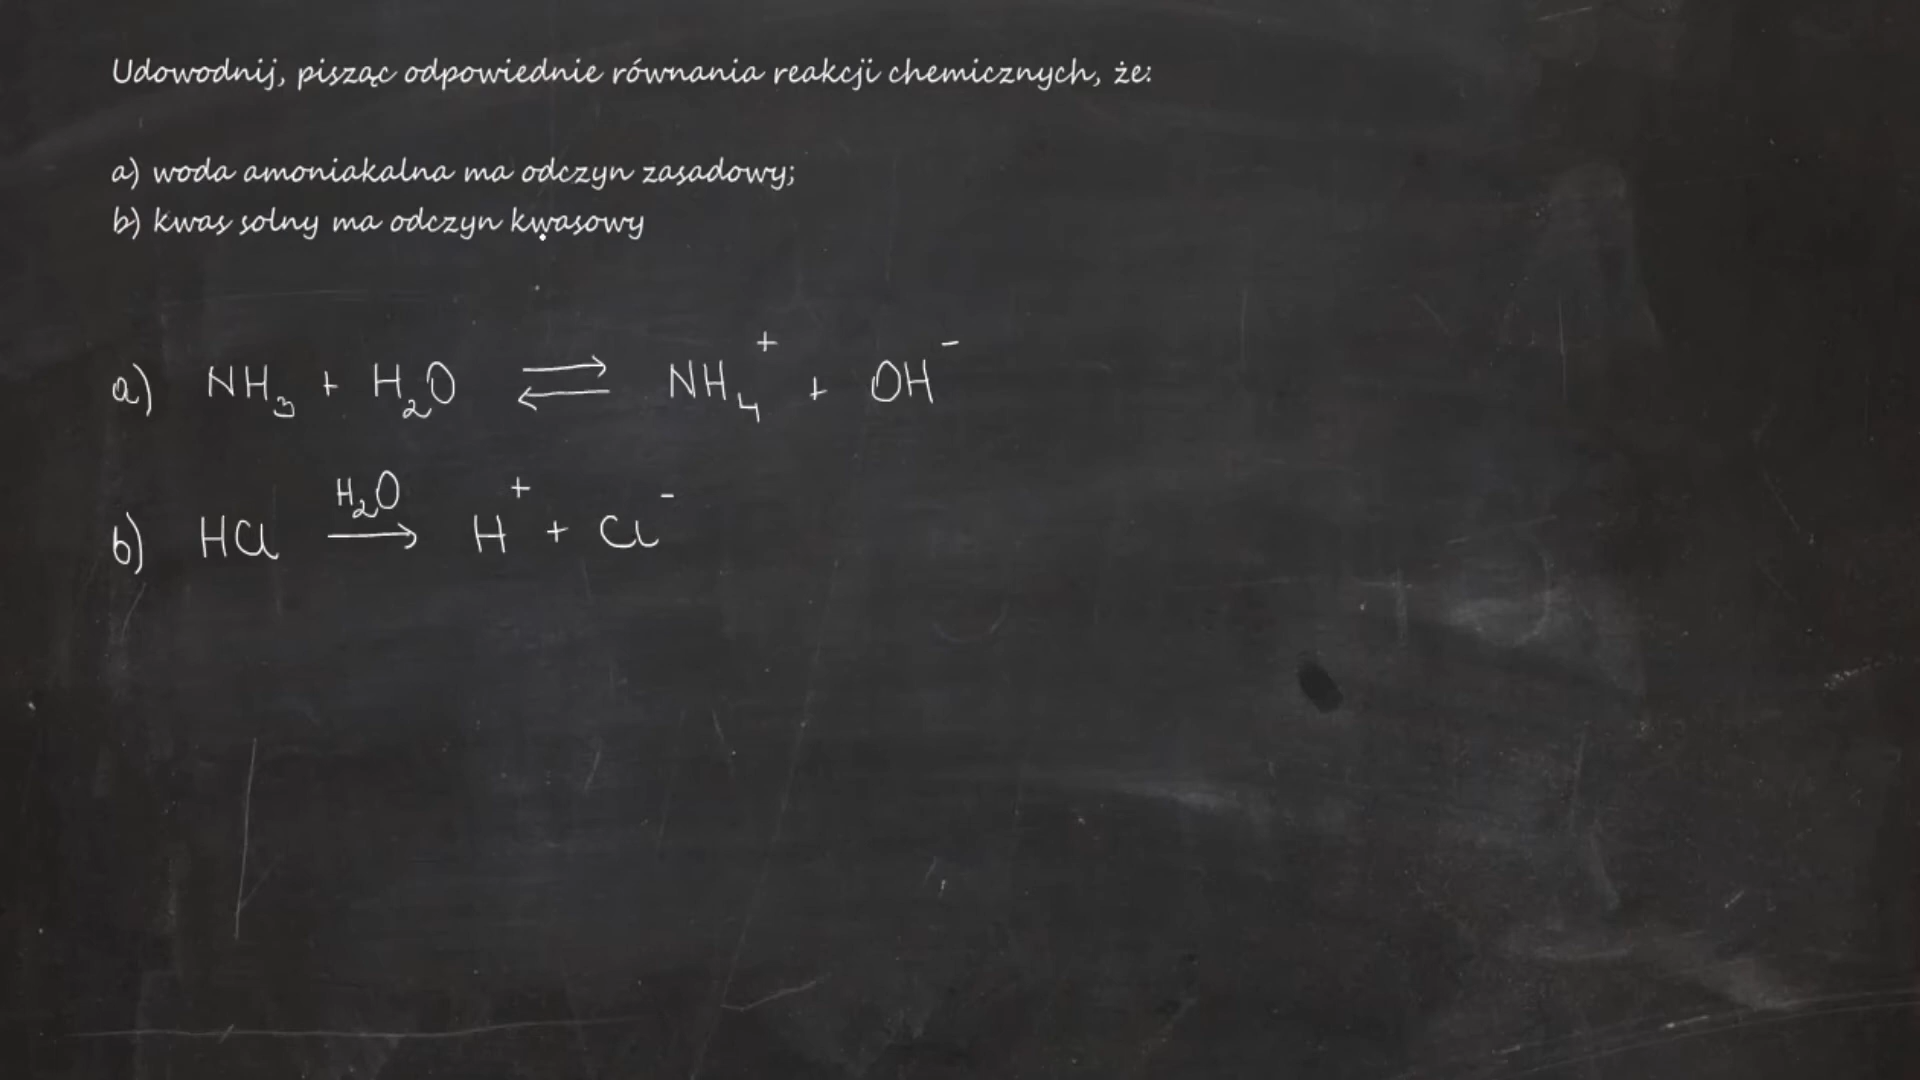 Udowodnij, pisząc odpowiednie równania reakcji chemicznych, że:
a) woda amoniakalna ma odczyn zasadowy;
b) kwas solny ma odczyn kwasowy
a) NH₃ + H₂O ⇌ NH₄⁺ + OH⁻
b) HCl \xrightarrow{H₂O} H⁺ + Cl⁻